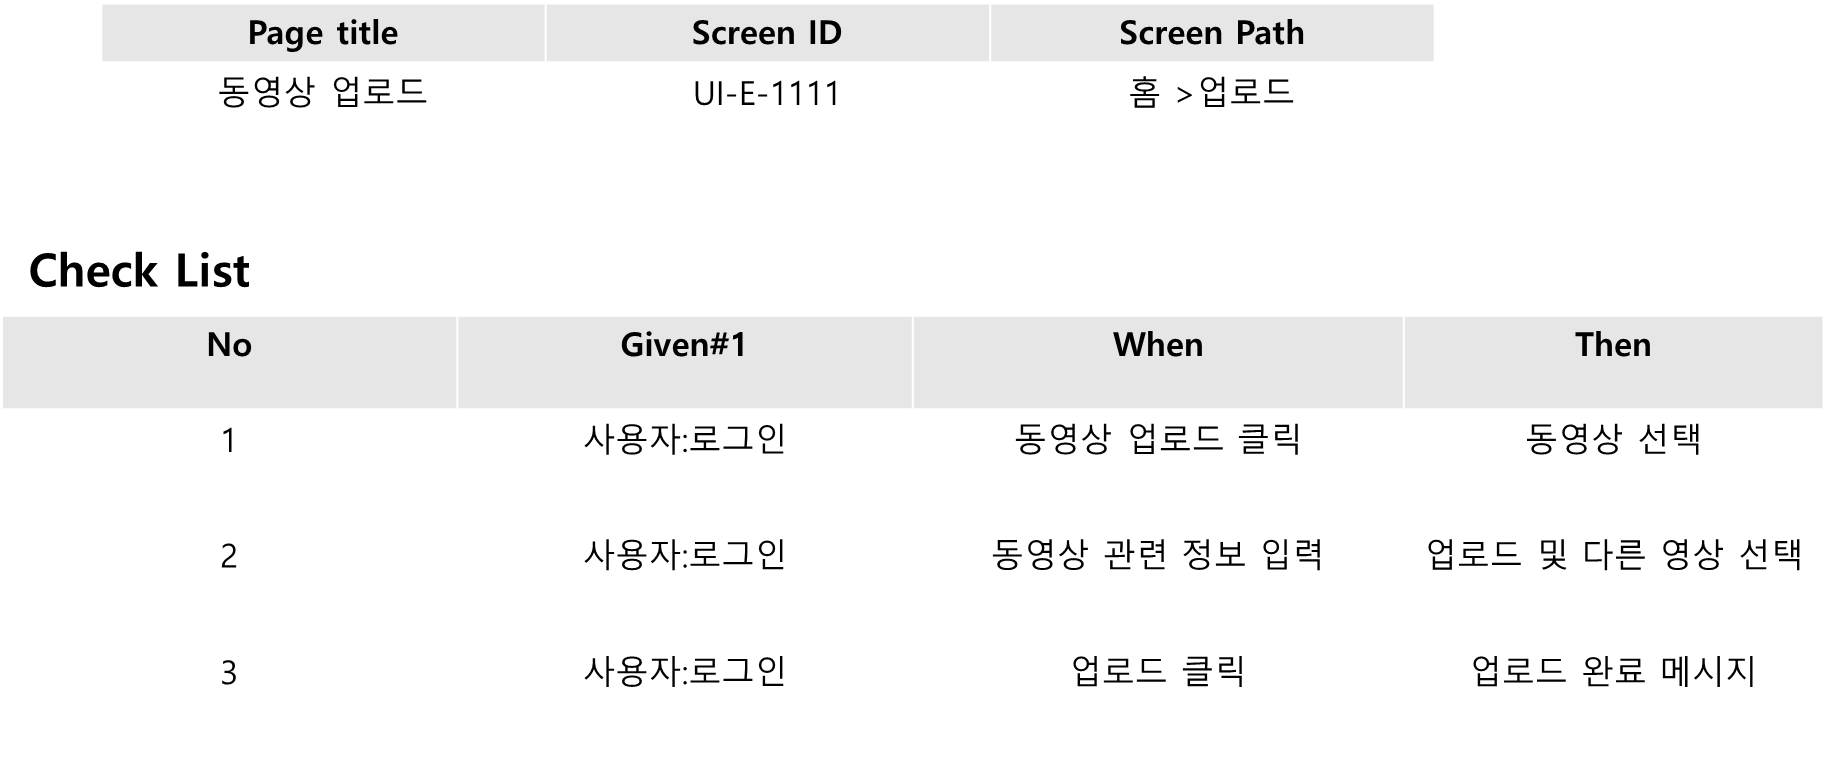 Page title Screen ID Screen Path
동영상 업로드 UI-E-1111 홈 >업로드
Check List
No Given#1 When Then
1 사용자:로그인 동영상 업로드 클릭 동영상 선택
2 사용자:로그인 동영상 관련 정보 입력 업로드 및 다른 영상 선택
3 사용자:로그인 업로드 클릭 업로드 완료 메시지